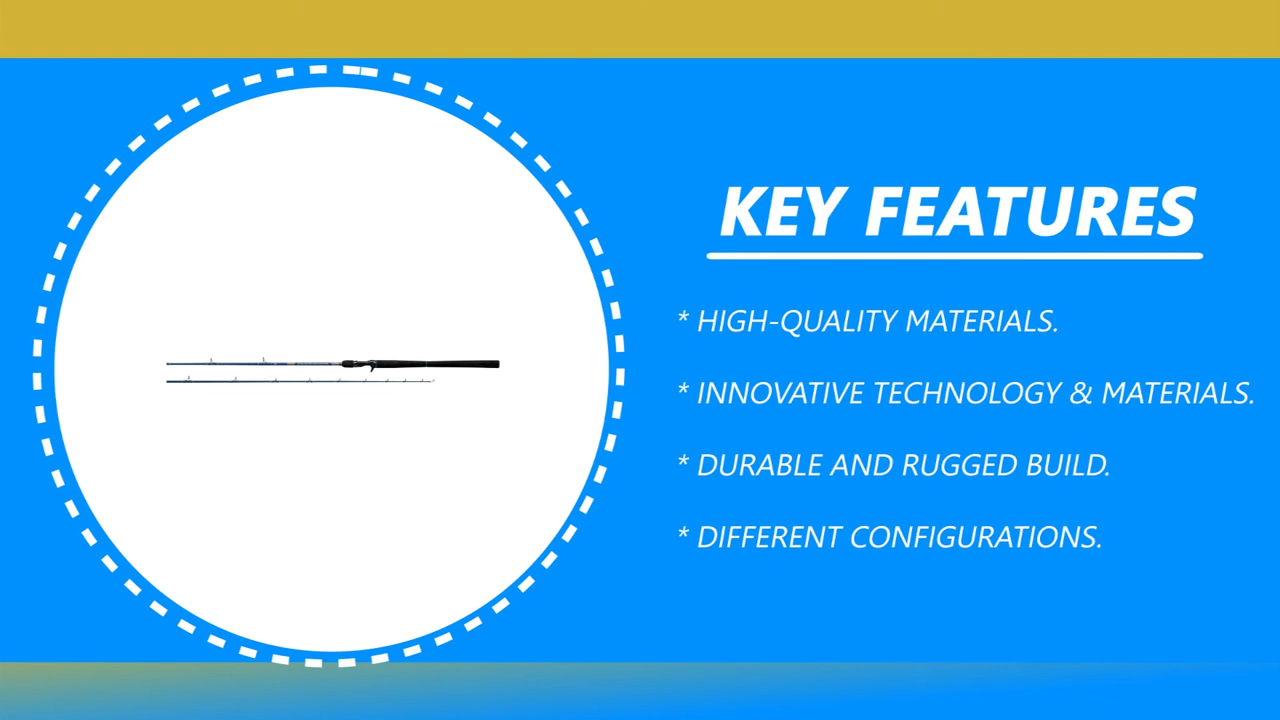 KEY FEATURES
* HIGH-QUALITY MATERIALS.
* INNOVATIVE TECHNOLOGY & MATERIALS.
* DURABLE AND RUGGED BUILD.
* DIFFERENT CONFIGURATIONS.